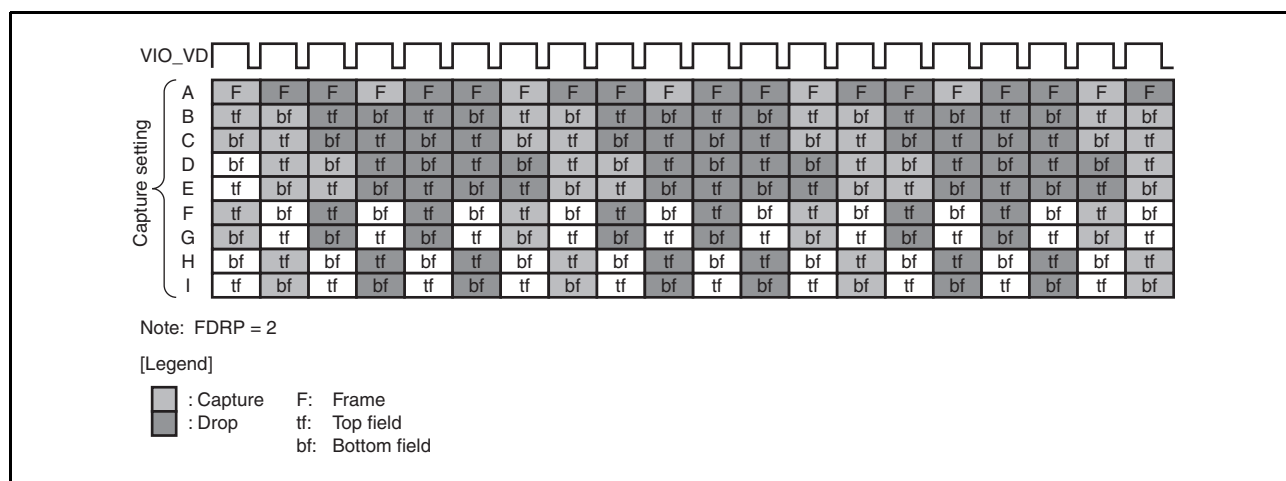 VIO_VD
Capture setting
A F F F F F F F F F F F F F F F F F F F F
B tf bf tf bf tf bf tf bf tf bf tf bf tf bf tf bf tf bf tf bf
C bf tf bf tf bf tf bf tf bf tf bf tf bf tf bf tf bf tf bf tf
D bf tf bf tf bf tf bf tf bf tf bf tf bf tf bf tf bf tf bf tf
E tf bf tf bf tf bf tf bf tf bf tf bf tf bf tf bf tf bf tf bf
F tf bf tf bf tf bf tf bf tf bf tf bf tf bf tf bf tf bf tf bf
G bf tf bf tf bf tf bf tf bf tf bf tf bf tf bf tf bf tf bf tf
H bf tf bf tf bf tf bf tf bf tf bf tf bf tf bf tf bf tf bf tf
I tf bf tf bf tf bf tf bf tf bf tf bf tf bf tf bf tf bf tf bf
Note: FDRP = 2
[Legend]
: Capture F: Frame
: Drop tf: Top field
bf: Bottom field